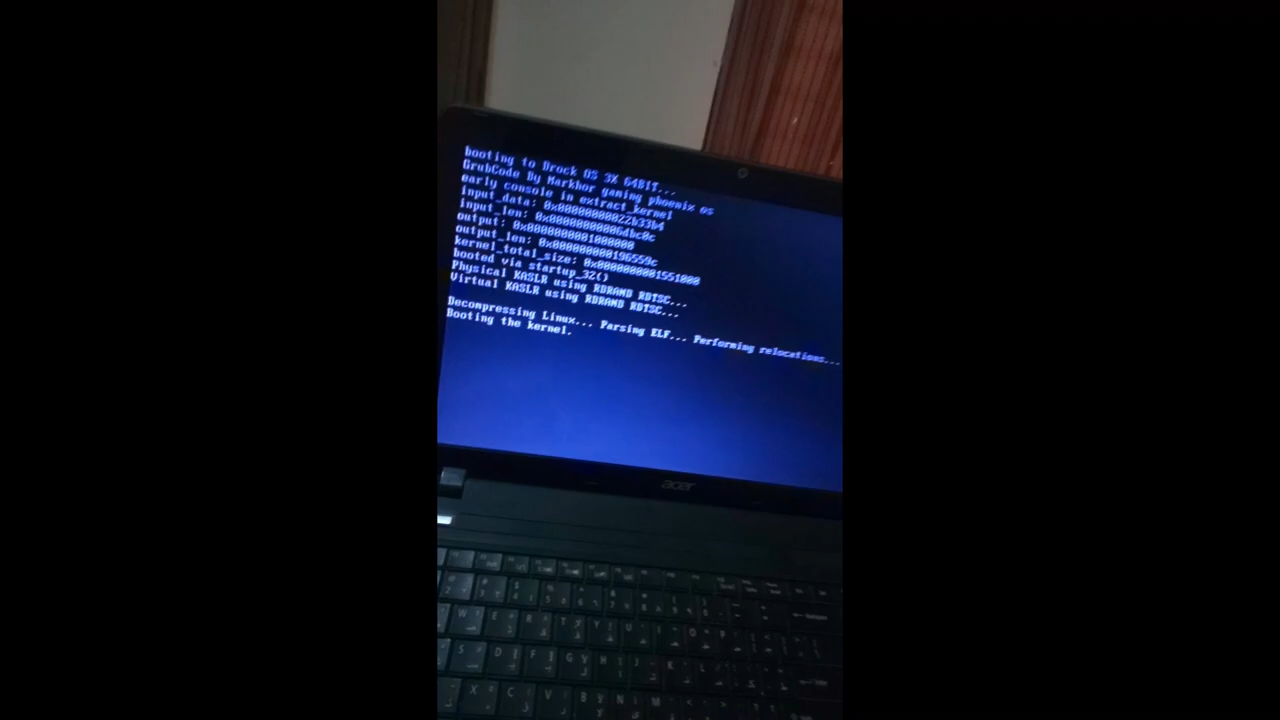 booting to Drock OS 3X 64BIT...
GrubCode By Markhor gaming phoenix os
early console in extract_kernel
input_data: 0x00000000022b33b4
input_len: 0x00000000006dbc0c
output: 0x0000000001000000
output_len: 0x000000000196559c
kernel_total_size: 0x0000000001551000
booted via startup_32()
Physical KASLR using RDRAND RDTSC...
Virtual KASLR using RDRAND RDTSC...
Decompressing Linux... Parsing ELF... Performing relocations...
Booting the kernel.
acer
W E R T Y U I
S D F G H J K L
X C V B N M